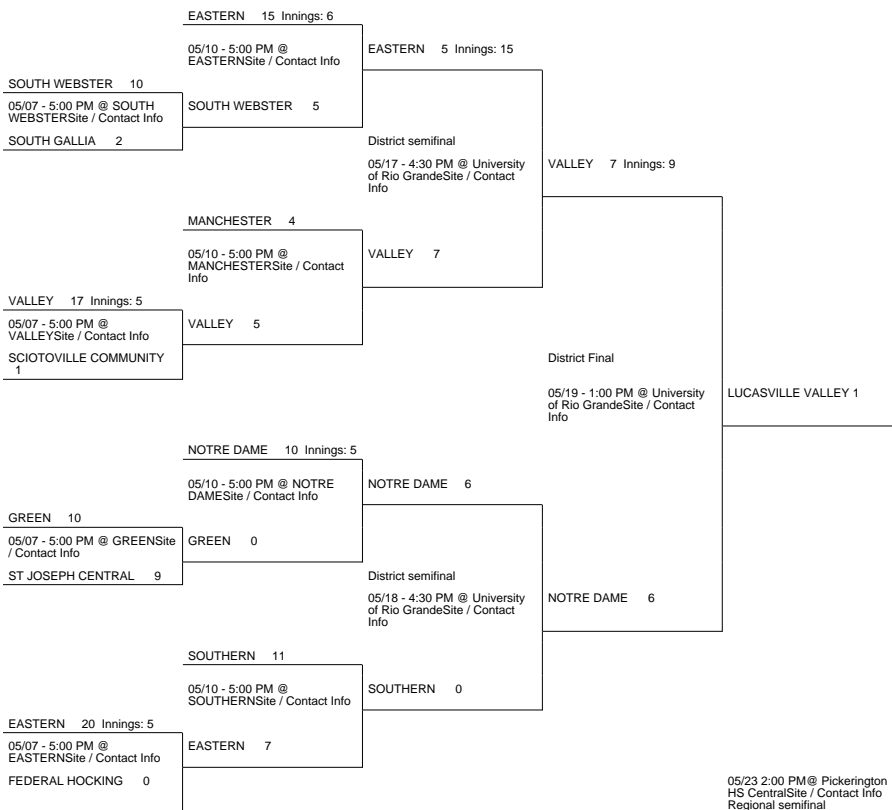 EASTERN 15 Innings: 6
05/10 - 5:00 PM @
EASTERNSite / Contact Info
EASTERN 5 Innings: 15
SOUTH WEBSTER 10
05/07 - 5:00 PM @ SOUTH
WEBSTERSite / Contact Info
SOUTH WEBSTER 5
SOUTH GALLIA 2
District semifinal
05/17 - 4:30 PM @ University
of Rio GrandeSite / Contact
Info
VALLEY 7 Innings: 9
MANCHESTER 4
05/10 - 5:00 PM @
MANCHESTERSite / Contact
Info
VALLEY 7
VALLEY 17 Innings: 5
05/07 - 5:00 PM @
VALLEYSite / Contact Info
VALLEY 5
SCIOTOVILLE COMMUNITY
1
District Final
05/19 - 1:00 PM @ University
of Rio GrandeSite / Contact
Info
LUCASVILLE VALLEY 1
NOTRE DAME 10 Innings: 5
05/10 - 5:00 PM @ NOTRE
DAMESite / Contact Info
NOTRE DAME 6
GREEN 10
05/07 - 5:00 PM @ GREENSite
/ Contact Info
GREEN 0
ST JOSEPH CENTRAL 9
District semifinal
05/18 - 4:30 PM @ University
of Rio GrandeSite / Contact
Info
NOTRE DAME 6
SOUTHERN 11
05/10 - 5:00 PM @
SOUTHERNSite / Contact Info
SOUTHERN 0
EASTERN 20 Innings: 5
05/07 - 5:00 PM @
EASTERNSite / Contact Info
EASTERN 7
FEDERAL HOCKING 0
05/23 2:00 PM@ Pickerington
HS CentralSite / Contact Info
Regional semifinal